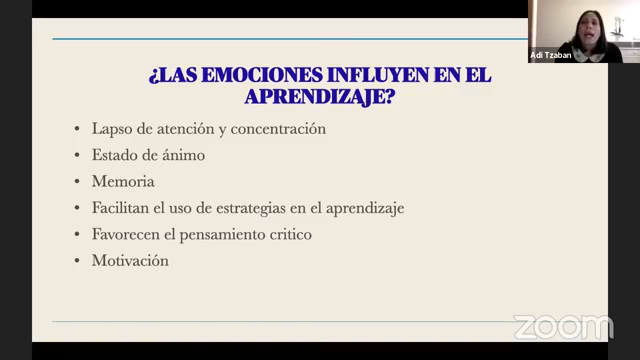 ¿LAS EMOCIONES INFLUYEN EN EL
APRENDIZAJE?
• Lapso de atención y concentración
• Estado de ánimo
• Memoria
• Facilitan el uso de estrategias en el aprendizaje
• Favorecen el pensamiento critico
• Motivación
Adi Tzaban
zoom